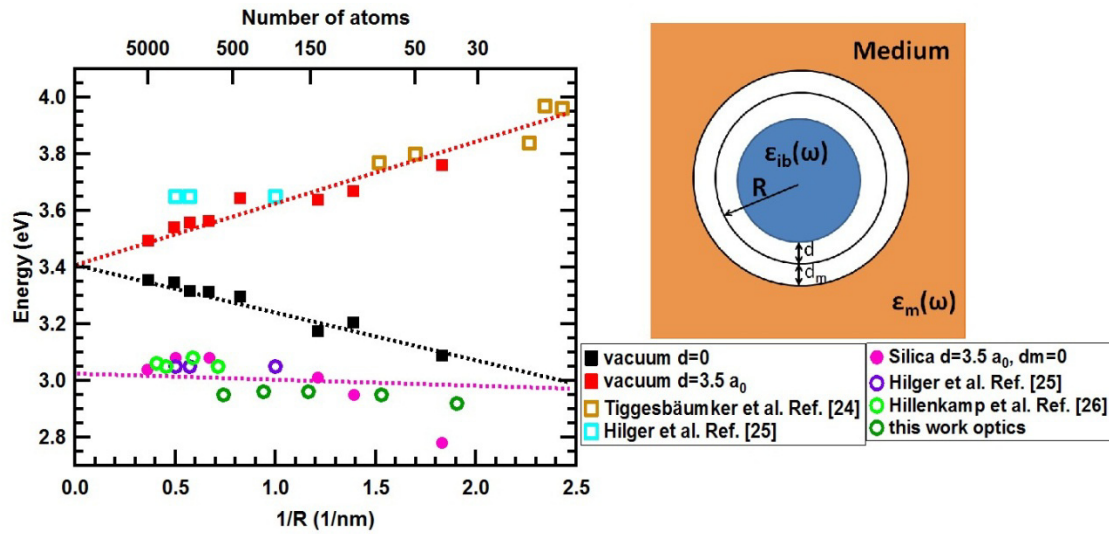 Number of atoms
5000 500 150 50 30
4.0
3.8
3.6
3.4
3.2
3.0
2.8
Energy (eV)
0.0 0.5 1.0 1.5 2.0 2.5
1/R (1/nm)
Medium
ε_ib(ω)
R
d
d_m
ε_m(ω)
vacuum d=0
vacuum d=3.5 a₀
Tiggesbäumker et al. Ref. [24]
Hilger et al. Ref. [25]
Silica d=3.5 a₀, dm=0
Hilger et al. Ref. [25]
Hillenkamp et al. Ref. [26]
this work optics